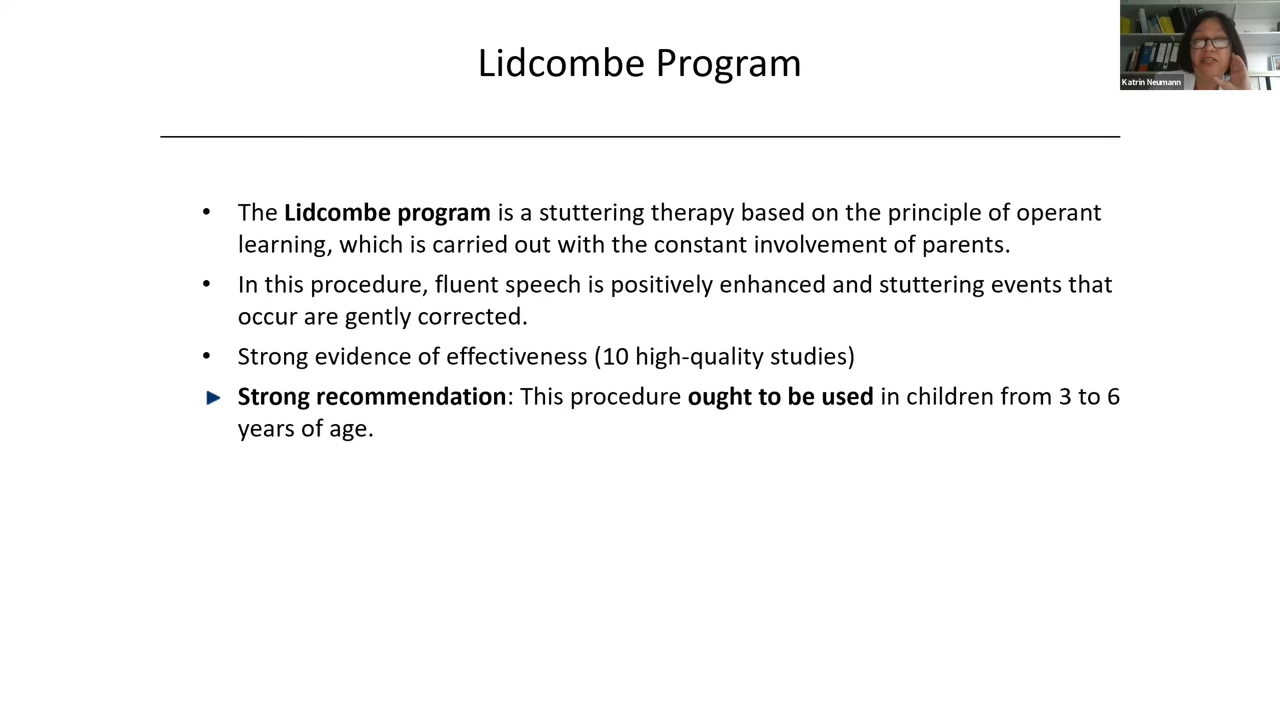 Lidcombe Program
Katrin Neumann
• The Lidcombe program is a stuttering therapy based on the principle of operant
learning, which is carried out with the constant involvement of parents.
• In this procedure, fluent speech is positively enhanced and stuttering events that
occur are gently corrected.
• Strong evidence of effectiveness (10 high-quality studies)
► Strong recommendation: This procedure ought to be used in children from 3 to 6
years of age.